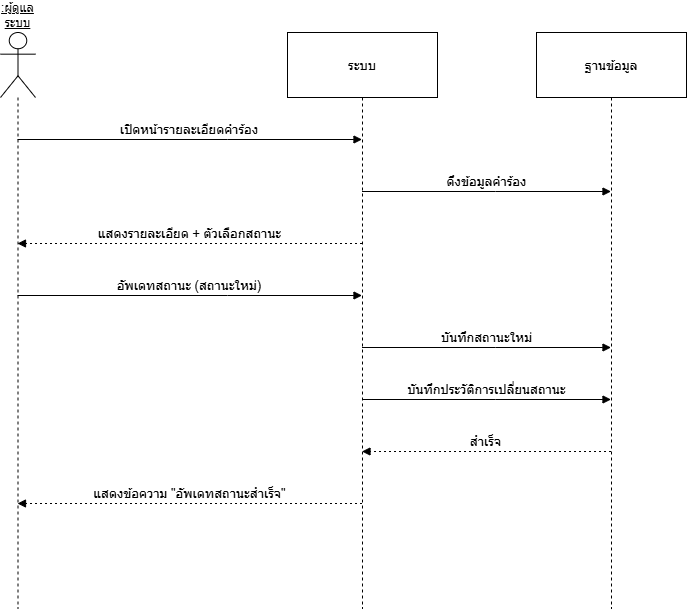 :ผู้ดูแล
ระบบ
ระบบ
ฐานข้อมูล
เปิดหน้ารายละเอียดคำร้อง
ดึงข้อมูลคำร้อง
แสดงรายละเอียด + ตัวเลือกสถานะ
อัพเดทสถานะ (สถานะใหม่)
บันทึกสถานะใหม่
บันทึกประวัติการเปลี่ยนสถานะ
สำเร็จ
แสดงข้อความ "อัพเดทสถานะสำเร็จ"